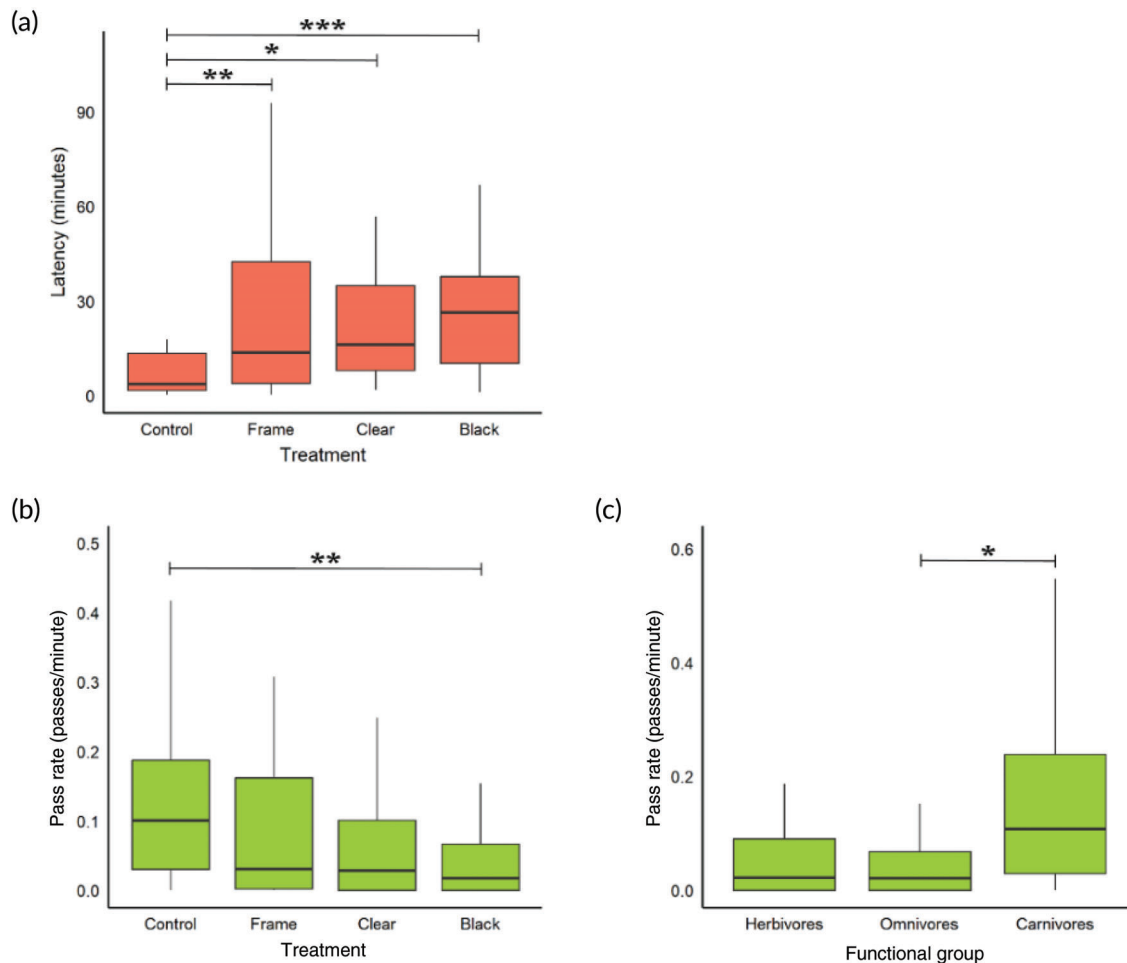 (a)
***
*
**
90
60
30
0
Latency (minutes)
Control Frame Clear Black
Treatment
(b)
**
0.5
0.4
0.3
0.2
0.1
0.0
Pass rate (passes/minute)
Control Frame Clear Black
Treatment
(c)
*
0.6
0.4
0.2
0.0
Pass rate (passes/minute)
Herbivores Omnivores Carnivores
Functional group